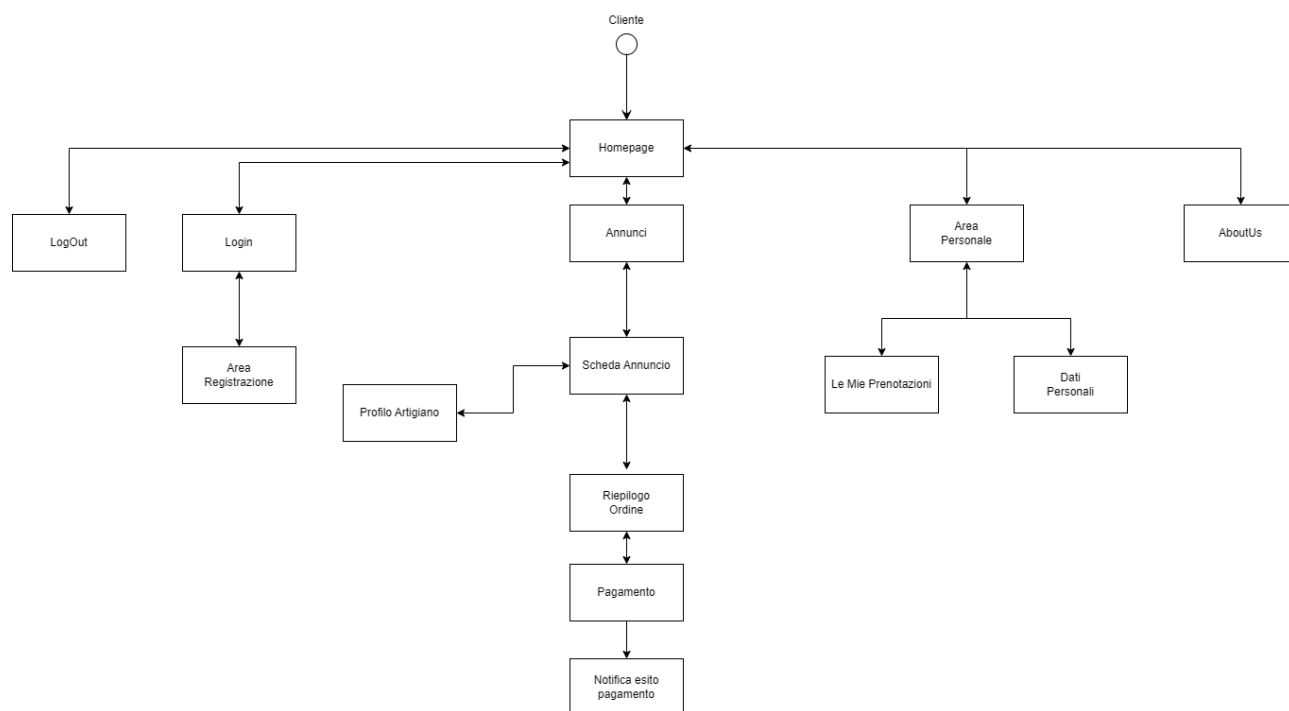 Cliente
Homepage
LogOut
Login
Annunci
Area
Personale
AboutUs
Area
Registrazione
Scheda Annuncio
Profilo Artigiano
Le Mie Prenotazioni
Dati
Personali
Riepilogo
Ordine
Pagamento
Notifica esito
pagamento